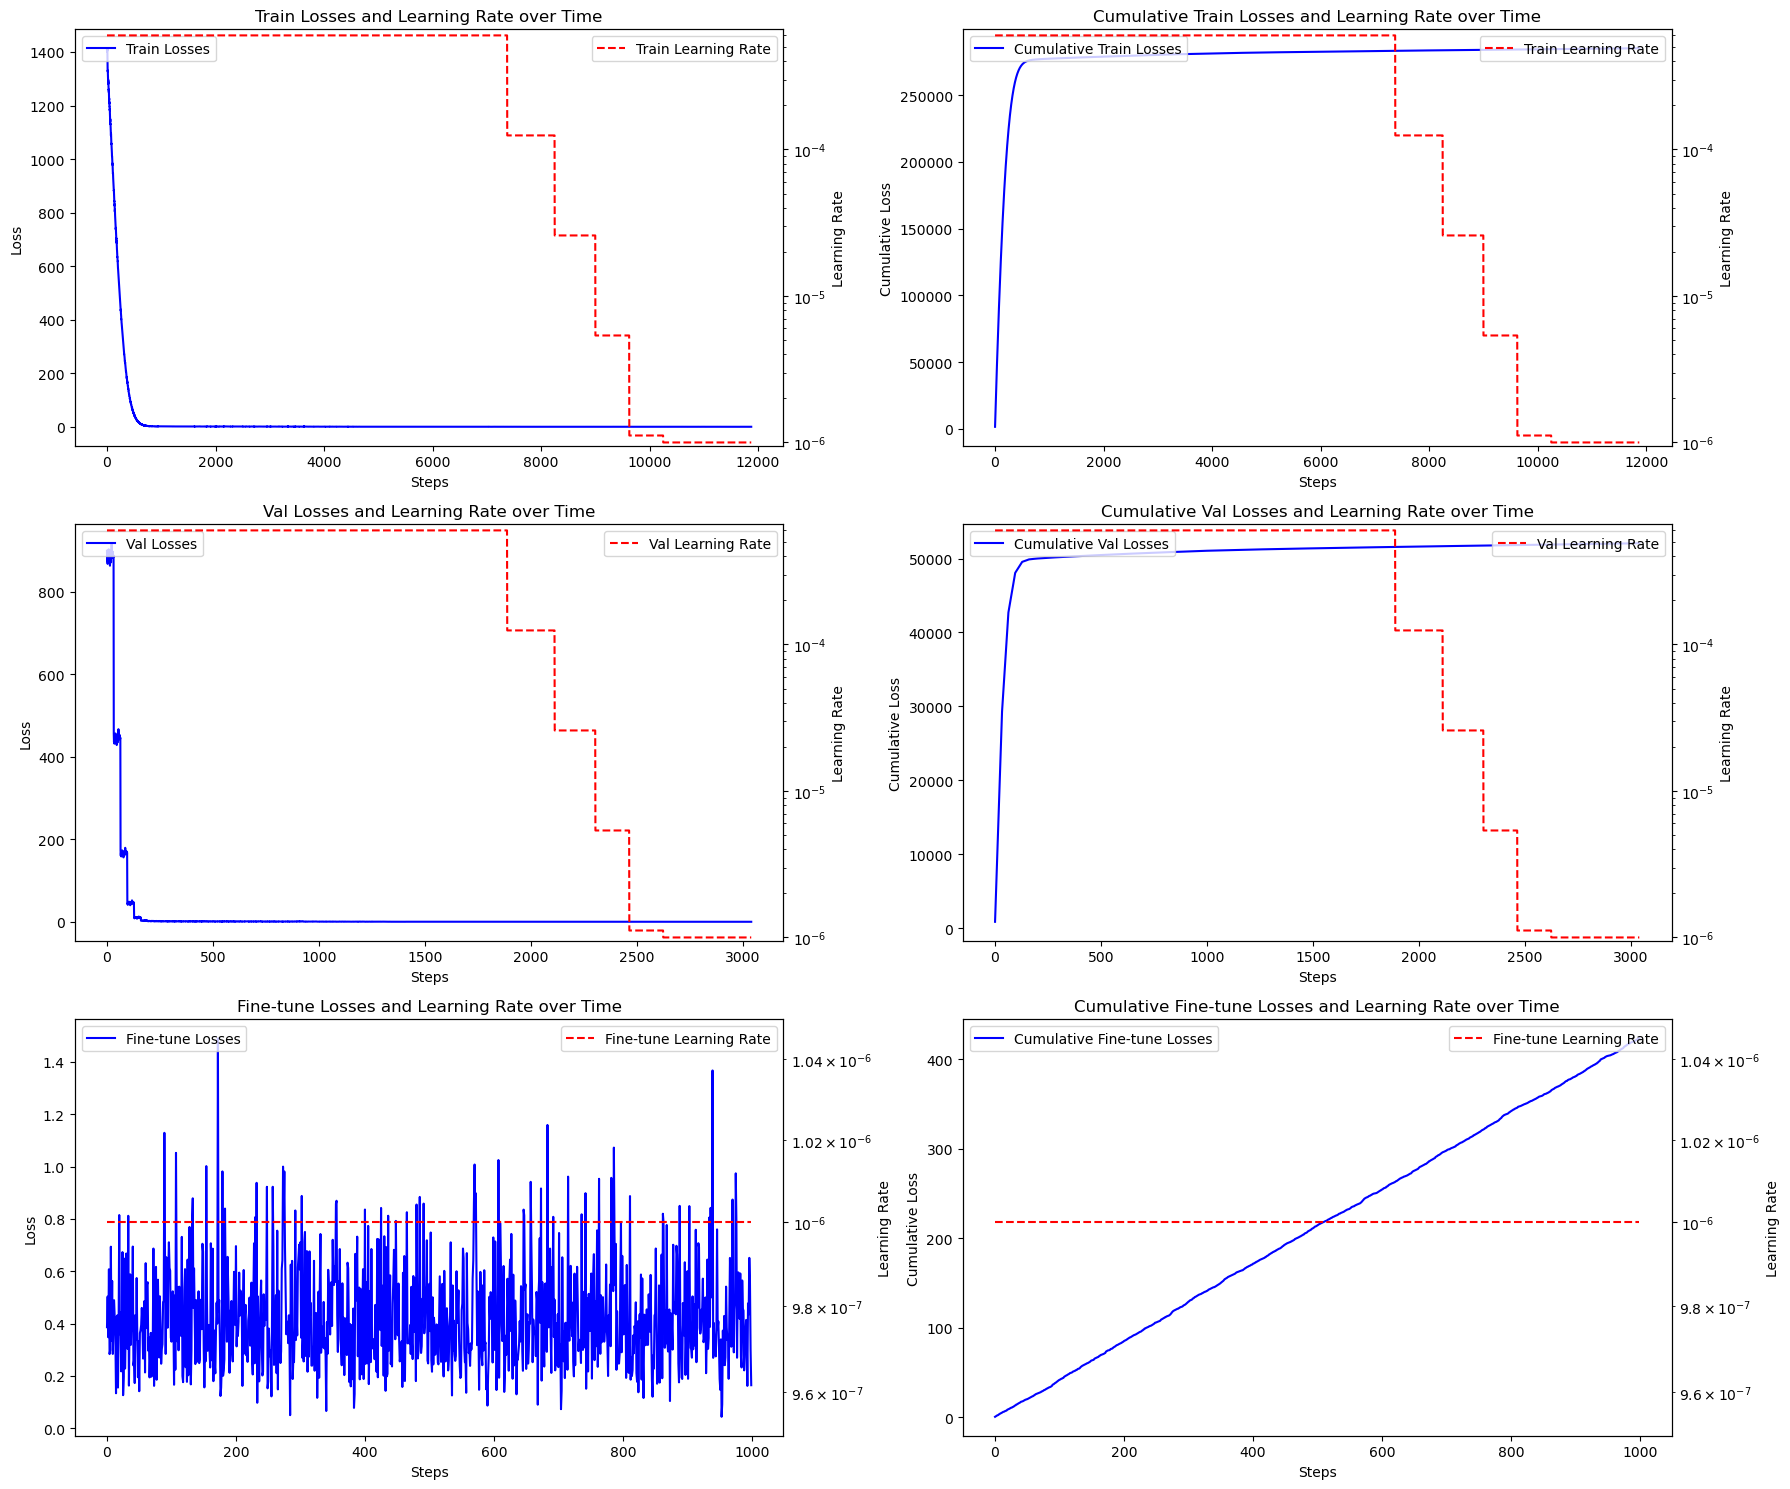 Train Losses and Learning Rate over Time
Train Losses
Train Learning Rate
1400
1200
1000
800
600
400
200
0
Loss
10⁻⁴
10⁻⁵
10⁻⁶
Learning Rate
0 2000 4000 6000 8000 10000 12000
Steps
Cumulative Train Losses and Learning Rate over Time
Cumulative Train Losses
Train Learning Rate
250000
200000
150000
100000
50000
0
Cumulative Loss
10⁻⁴
10⁻⁵
10⁻⁶
Learning Rate
0 2000 4000 6000 8000 10000 12000
Steps
Val Losses and Learning Rate over Time
Val Losses
Val Learning Rate
800
600
400
200
0
Loss
10⁻⁴
10⁻⁵
10⁻⁶
Learning Rate
0 500 1000 1500 2000 2500 3000
Steps
Cumulative Val Losses and Learning Rate over Time
Cumulative Val Losses
Val Learning Rate
50000
40000
30000
20000
10000
0
Cumulative Loss
10⁻⁴
10⁻⁵
10⁻⁶
Learning Rate
0 500 1000 1500 2000 2500 3000
Steps
Fine-tune Losses and Learning Rate over Time
Fine-tune Losses
Fine-tune Learning Rate
1.4
1.2
1.0
0.8
0.6
0.4
0.2
0.0
Loss
1.04 × 10⁻⁶
1.02 × 10⁻⁶
10⁻⁶
9.8 × 10⁻⁷
9.6 × 10⁻⁷
Learning Rate
0 200 400 600 800 1000
Steps
Cumulative Fine-tune Losses and Learning Rate over Time
Cumulative Fine-tune Losses
Fine-tune Learning Rate
400
300
200
100
0
Cumulative Loss
1.04 × 10⁻⁶
1.02 × 10⁻⁶
10⁻⁶
9.8 × 10⁻⁷
9.6 × 10⁻⁷
Learning Rate
0 200 400 600 800 1000
Steps